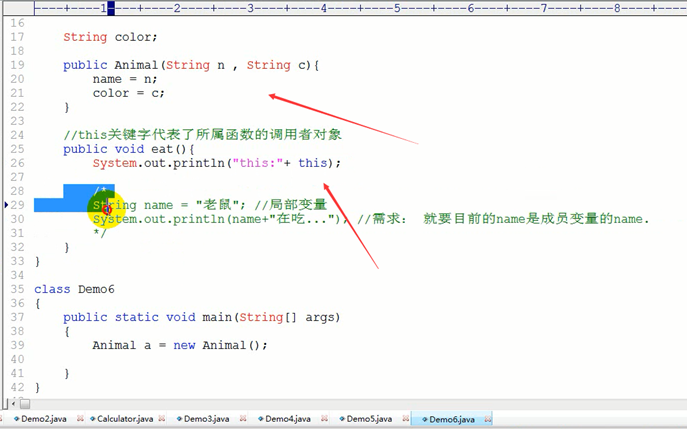 ----+----1----+----2----+----3----+----4----+----5----+----6----+----7----+----8----+--
16
17 String color;
18
19 public Animal(String n , String c){
20 name = n;
21 color = c;
22 }
23
24 //this关键字代表了所属函数的调用者对象
25 public void eat(){
26 System.out.println("this:"+ this);
27
28 /*
29 String name = "老鼠"; //局部变量
30 System.out.println(name+"在吃..."); //需求： 就要目前的name是成员变量的name.
31 */
32 }
33 }
34
35 class Demo6
36 {
37 public static void main(String[] args)
38 {
39 Animal a = new Animal();
40
41 }
42 }
Demo2.java Calculator.java Demo3.java Demo4.java Demo5.java Demo6.java